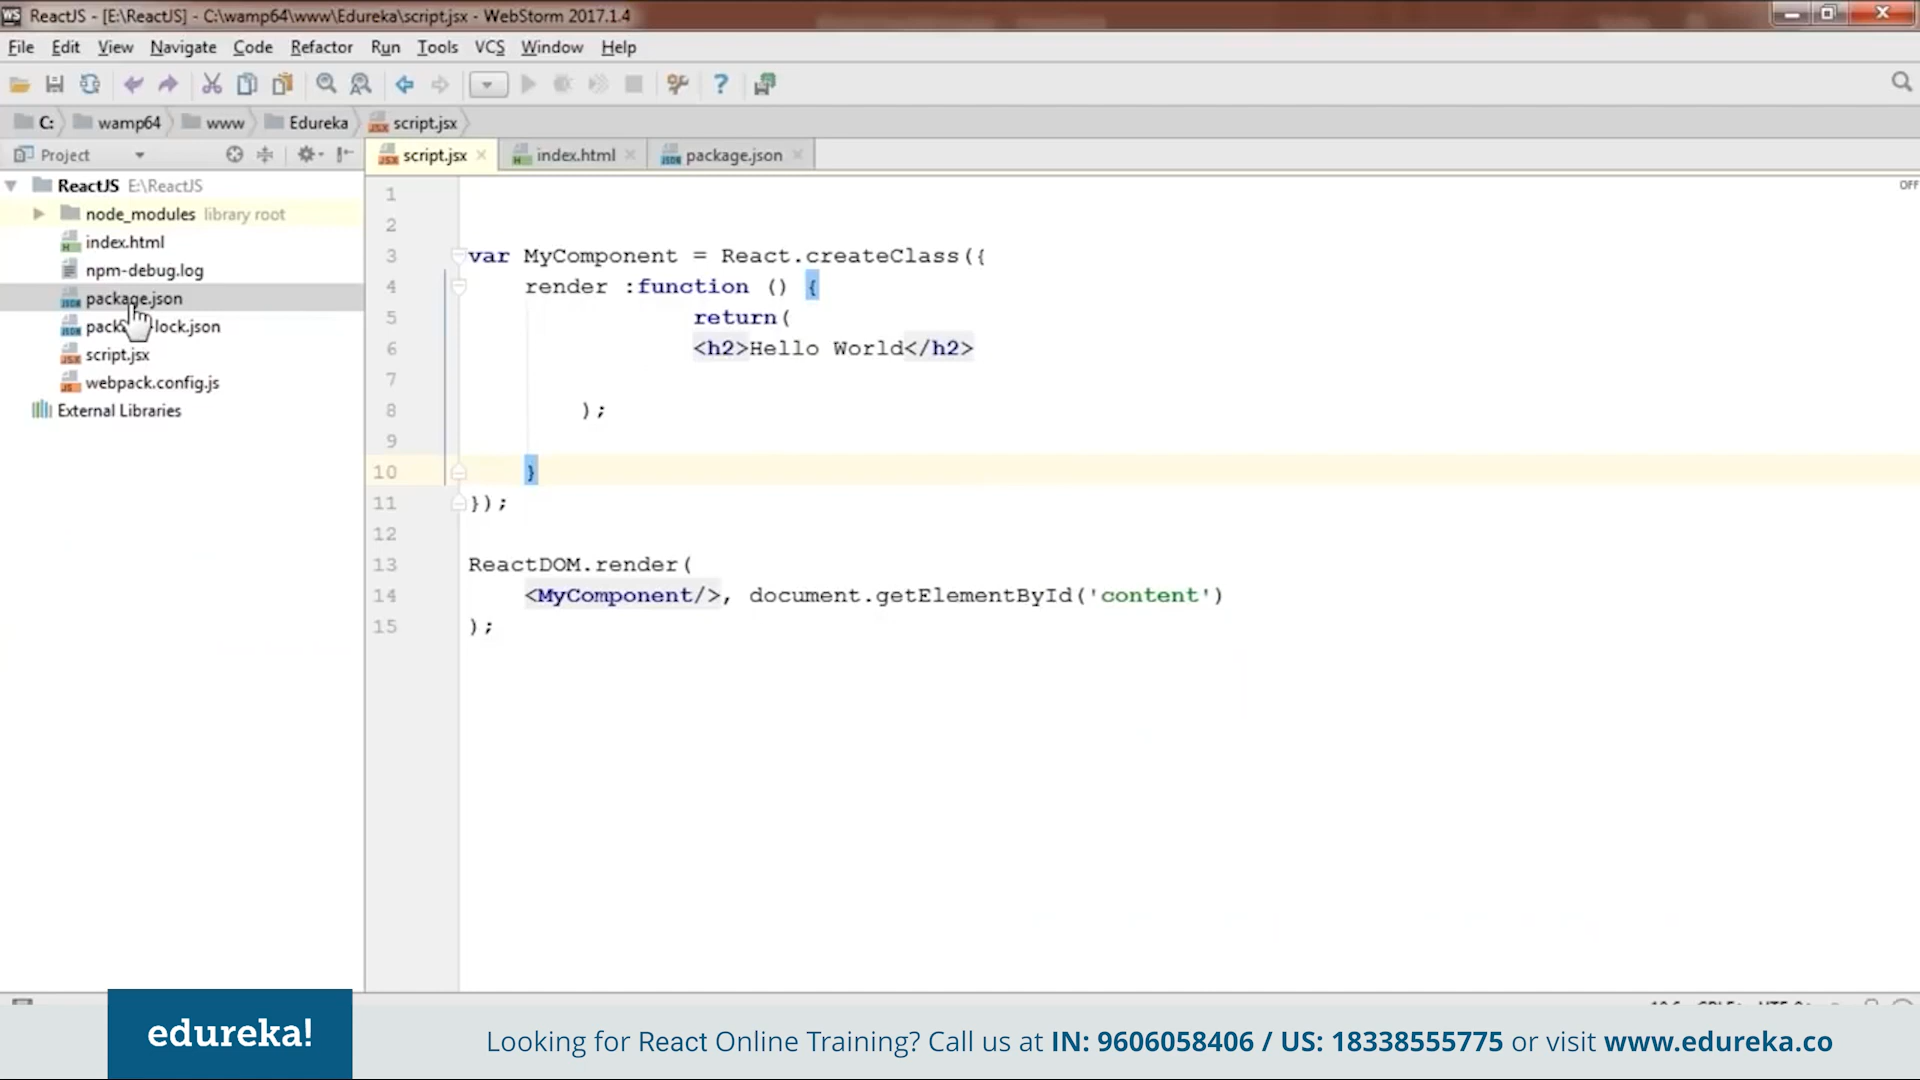 WS ReactJS - [E:\ReactJS] - C:\wamp64\www\Edureka\script.jsx - WebStorm 2017.1.4
File Edit View Navigate Code Refactor Run Tools VCS Window Help
C: wamp64 www Edureka script.jsx
Project script.jsx index.html package.json
ReactJS E:\ReactJS
node_modules library root
index.html
npm-debug.log
package.json
lock.json
script.jsx
webpack.config.js
External Libraries
OFF
1
2
3 var MyComponent = React.createClass({
4 render :function () {
5 return(
6 <h2>Hello World</h2>
7
8 );
9
10 }
11 });
12
13 ReactDOM.render(
14 <MyComponent/>, document.getElementById('content')
15 );
edureka!
Looking for React Online Training? Call us at IN: 9606058406 / US: 18338555775 or visit www.edureka.co